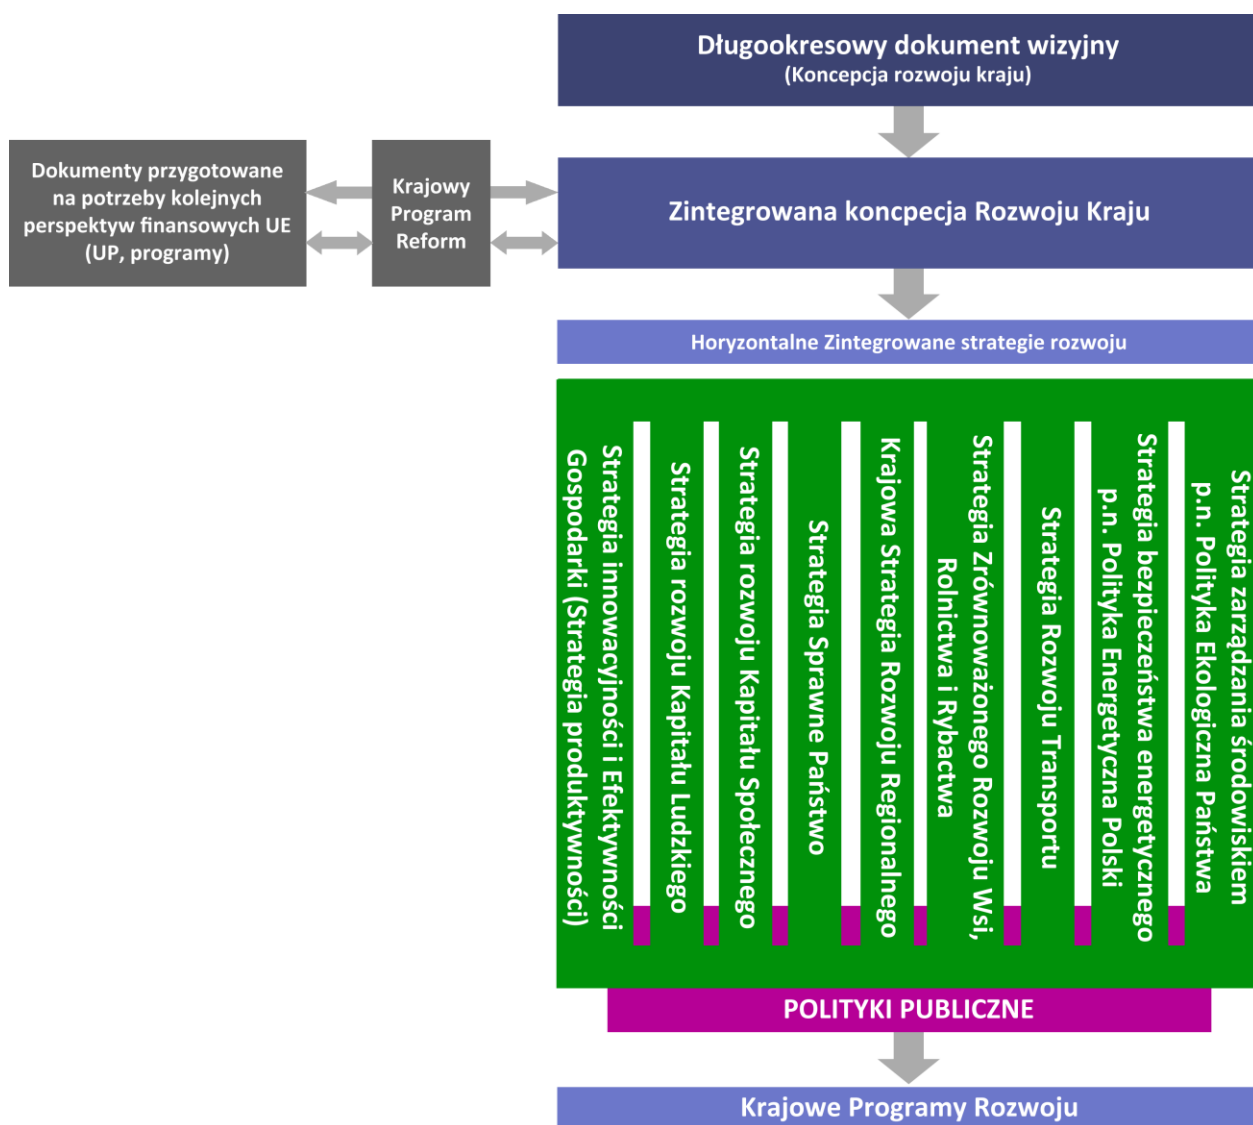 Długookresowy dokument wizyjny
(Koncepcja rozwoju kraju)
Dokumenty przygotowane
na potrzeby kolejnych
perspektyw finansowych UE
(UP, programy)
Krajowy
Program
Reform
Zintegrowana koncpecja Rozwoju Kraju
Horyzontalne Zintegrowane strategie rozwoju
Strategia innowacyjności i Efektywności
Gospodarki (Strategia produktywności)
Strategia rozwoju Kapitału Ludzkiego
Strategia rozwoju Kapitału Społecznego
Strategia Sprawne Państwo
Krajowa Strategia Rozwoju Regionalnego
Strategia Zrównoważonego Rozwoju Wsi,
Rolnictwa i Rybactwa
Strategia Rozwoju Transportu
Strategia bezpieczeństwa energetycznego
p.n. Polityka Energetyczna Polski
Strategia zarządzania środowiskiem
p.n. Polityka Ekologiczna Państwa
POLITYKI PUBLICZNE
Krajowe Programy Rozwoju